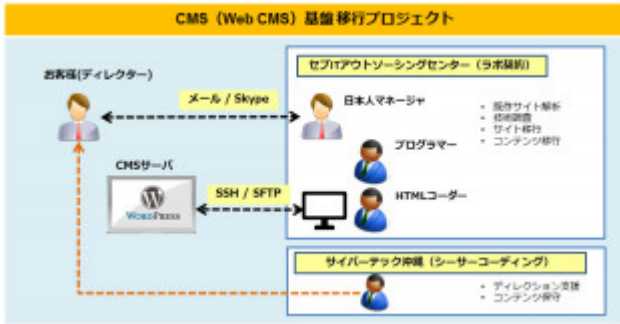 CMS（Web CMS）基盤移行プロジェクト
お客様(ディレクター)
メール / Skype
セブITアウトソーシングセンター（ラボ契約）
日本人マネージャ
・ 既存サイト解析
・ 技術調査
・ サイト移行
・ コンテンツ移行
プログラマー
CMSサーバ
WORDPRESS
SSH / SFTP
HTMLコーダー
サイバーテック沖縄（シーサーコーディング）
・ ディレクション支援
・ コンテンツ保守